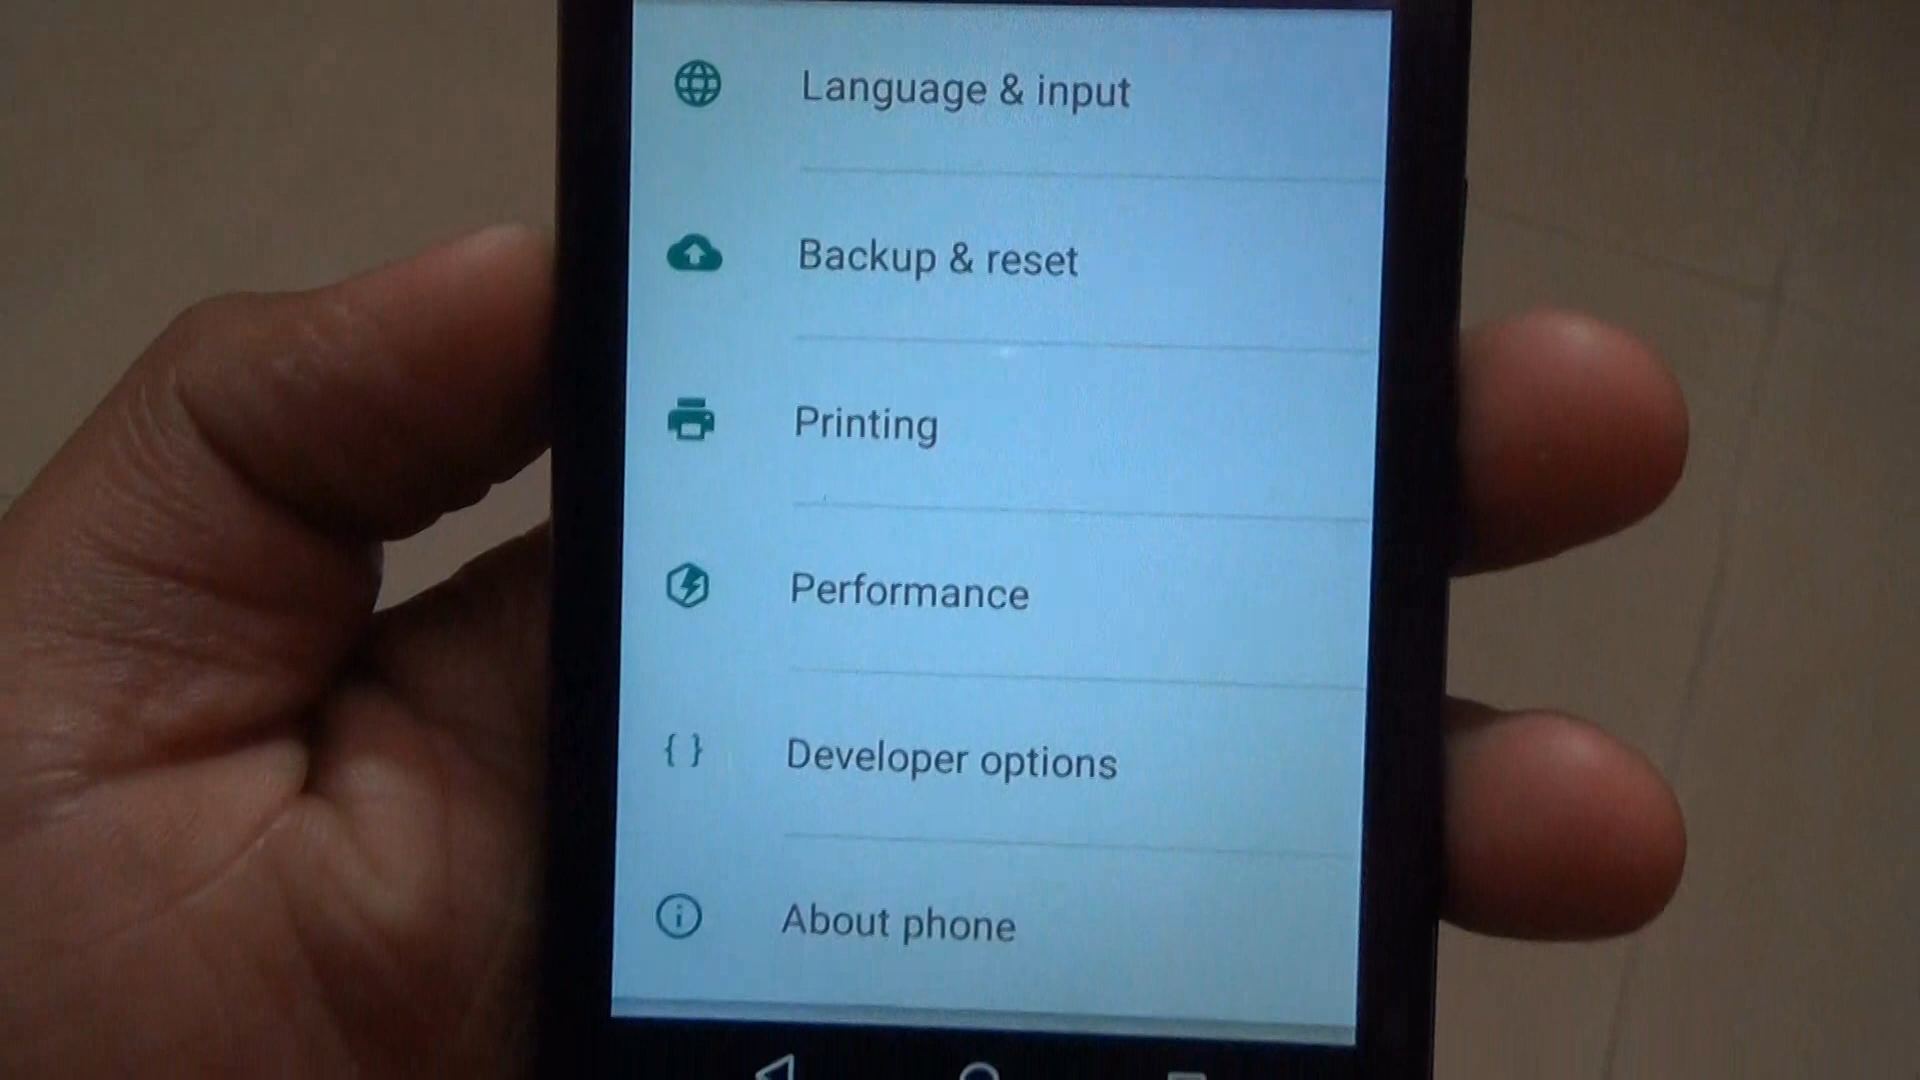 Language & input
Backup & reset
Printing
Performance
Developer options
About phone